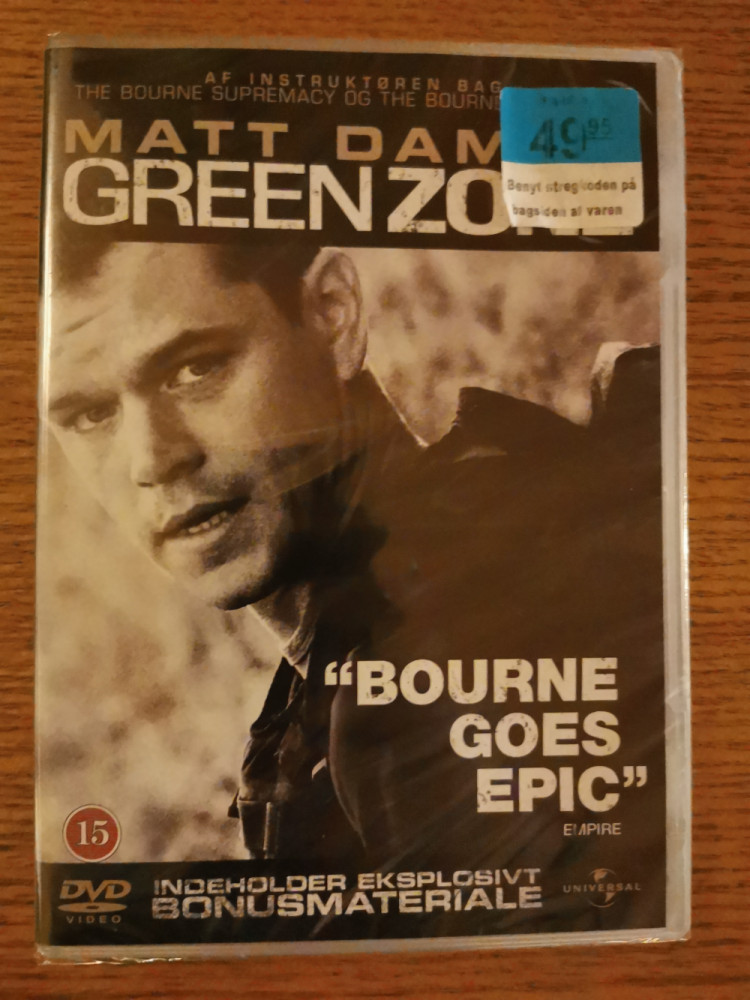 AF INSTRUKTØREN BAG
THE BOURNE SUPREMACY OG THE BOURNE
MATT DAM
GREEN ZONE
49 95
Benyt stregkoden på
bagsiden af varen
"BOURNE
GOES
EPIC"
EMPIRE
15
DVD
VIDEO
INDEHOLDER EKSPLOSIVT
BONUSMATERIALE
UNIVERSAL